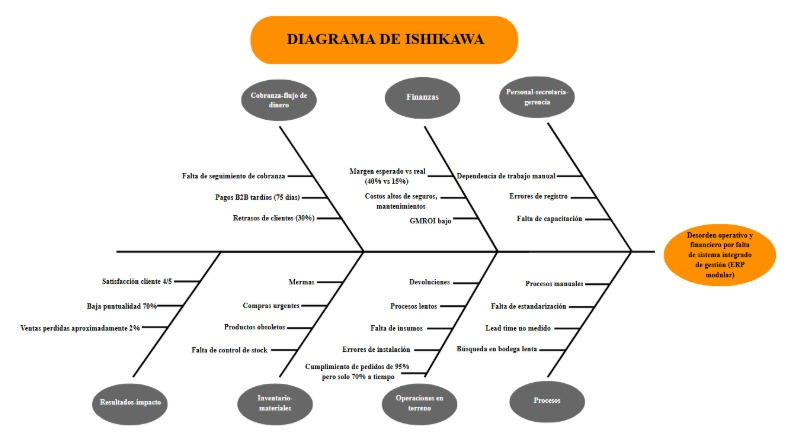 DIAGRAMA DE ISHIKAWA
Cobranza-flujo de
dinero
Finanzas
Personal-secretaria-
gerencia
Falta de seguimiento de cobranza
Pagos B2B tardíos (75 días)
Retrasos de clientes (30%)
Margen esperado vs real
(40% vs 15%)
Costos altos de seguros,
mantenimientos
GMROI bajo
Dependencia de trabajo manual
Errores de registro
Falta de capacitación
Desorden operativo y
financiero por falta
de sistema integrado
de gestión (ERP
modular)
Satisfacción cliente 4/5
Baja puntualidad 70%
Ventas perdidas aproximadamente 2%
Mermas
Compras urgentes
Productos obsoletos
Falta de control de stock
Devoluciones
Procesos lentos
Falta de insumos
Errores de instalación
Cumplimiento de pedidos de 95%
pero solo 70% a tiempo
Procesos manuales
Falta de estandarización
Lead time no medido
Búsqueda en bodega lenta
Resultados-impacto
Inventario-
materiales
Operaciones en
terreno
Procesos